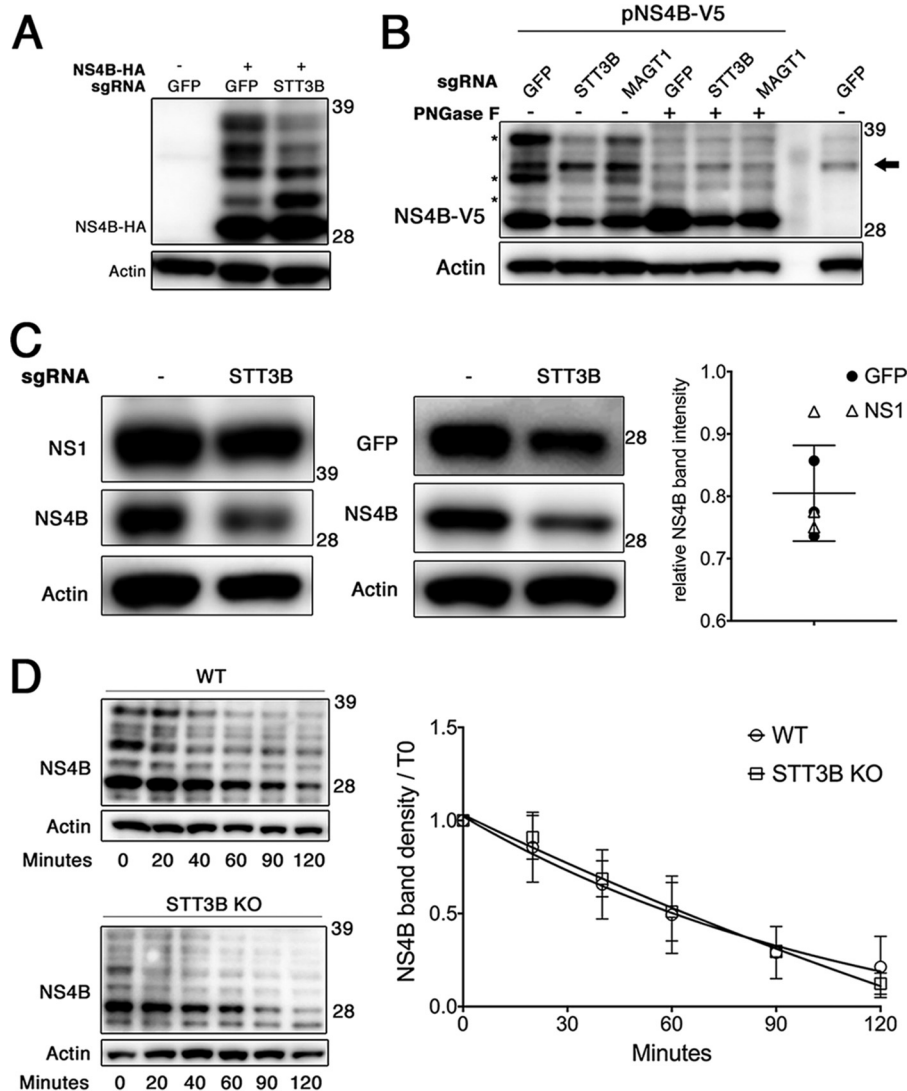 A
NS4B-HA - + +
sgRNA GFP GFP STT3B
39
NS4B-HA
28
Actin
B
pNS4B-V5
sgRNA GFP STT3B MAGT1 GFP STT3B MAGT1 GFP
PNGase F - - - + + + -
39
*
*
*
NS4B-V5
28
Actin
C
sgRNA - STT3B
NS1
39
NS4B
28
Actin
- STT3B
GFP
28
NS4B
28
Actin
relative NS4B band intensity
1.0
0.9
0.8
0.7
0.6
GFP
NS1
D
WT
39
NS4B
28
Actin
Minutes 0 20 40 60 90 120
STT3B KO
39
NS4B
28
Actin
Minutes 0 20 40 60 90 120
NS4B band density / T0
1.5
1.0
0.5
0.0
0 30 60 90 120
Minutes
WT
STT3B KO